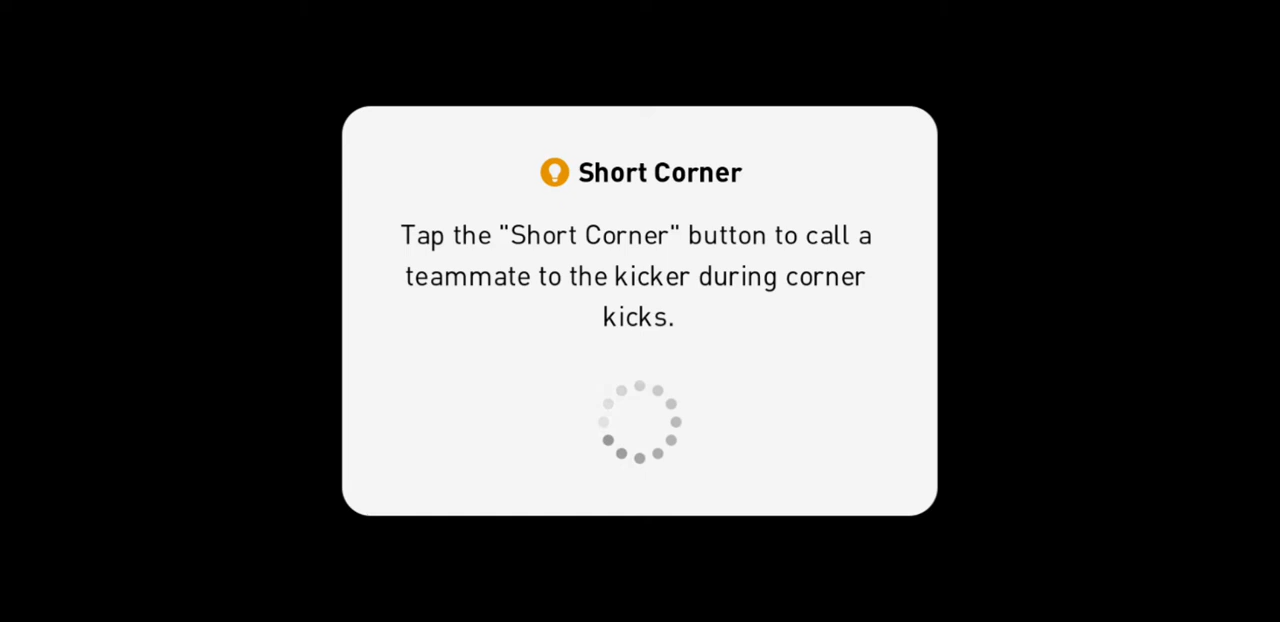 Short Corner
Tap the "Short Corner" button to call a
teammate to the kicker during corner
kicks.